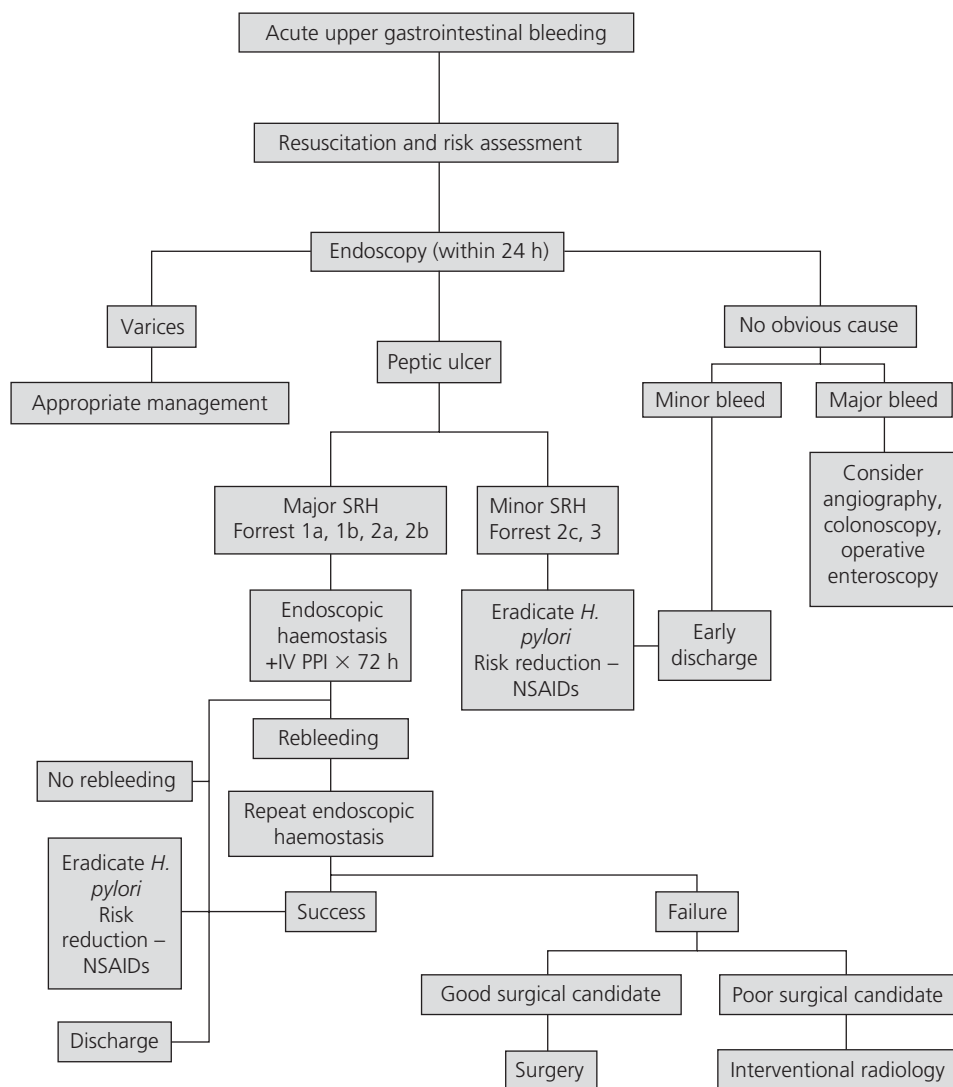 Acute upper gastrointestinal bleeding
Resuscitation and risk assessment
Endoscopy (within 24 h)
Varices
No obvious cause
Peptic ulcer
Appropriate management
Minor bleed
Major bleed
Consider
angiography,
colonoscopy,
operative
enteroscopy
Major SRH
Forrest 1a, 1b, 2a, 2b
Minor SRH
Forrest 2c, 3
Endoscopic
haemostasis
+IV PPI × 72 h
Eradicate H.
pylori
Risk reduction –
NSAIDs
Early
discharge
Rebleeding
No rebleeding
Repeat endoscopic
haemostasis
Eradicate H.
pylori
Risk
reduction –
NSAIDs
Success
Failure
Good surgical candidate
Poor surgical candidate
Discharge
Surgery
Interventional radiology